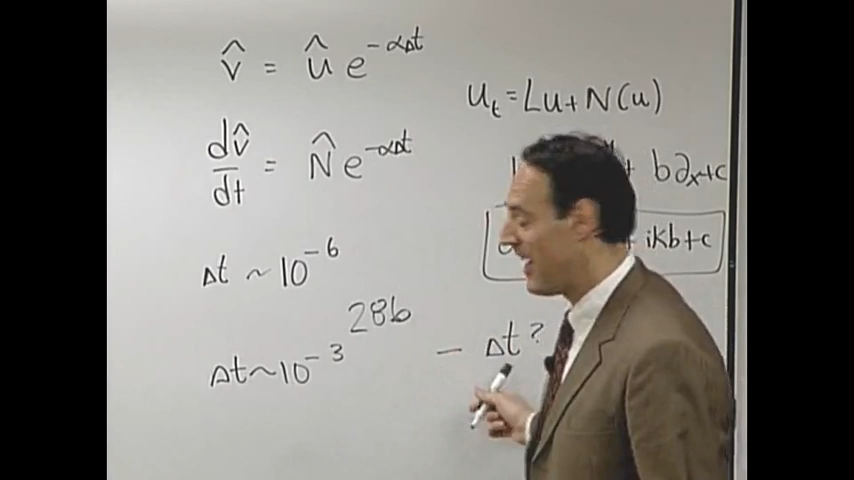 v̂ = û e^{-αΔt}
dv̂/dt = N̂ e^{-αΔt}
Δt ~ 10^{-6}
286
Δt ~ 10^{-3}
u_t = Lu + N(u)
b∂_x + c
+ ikb + c
— Δt?